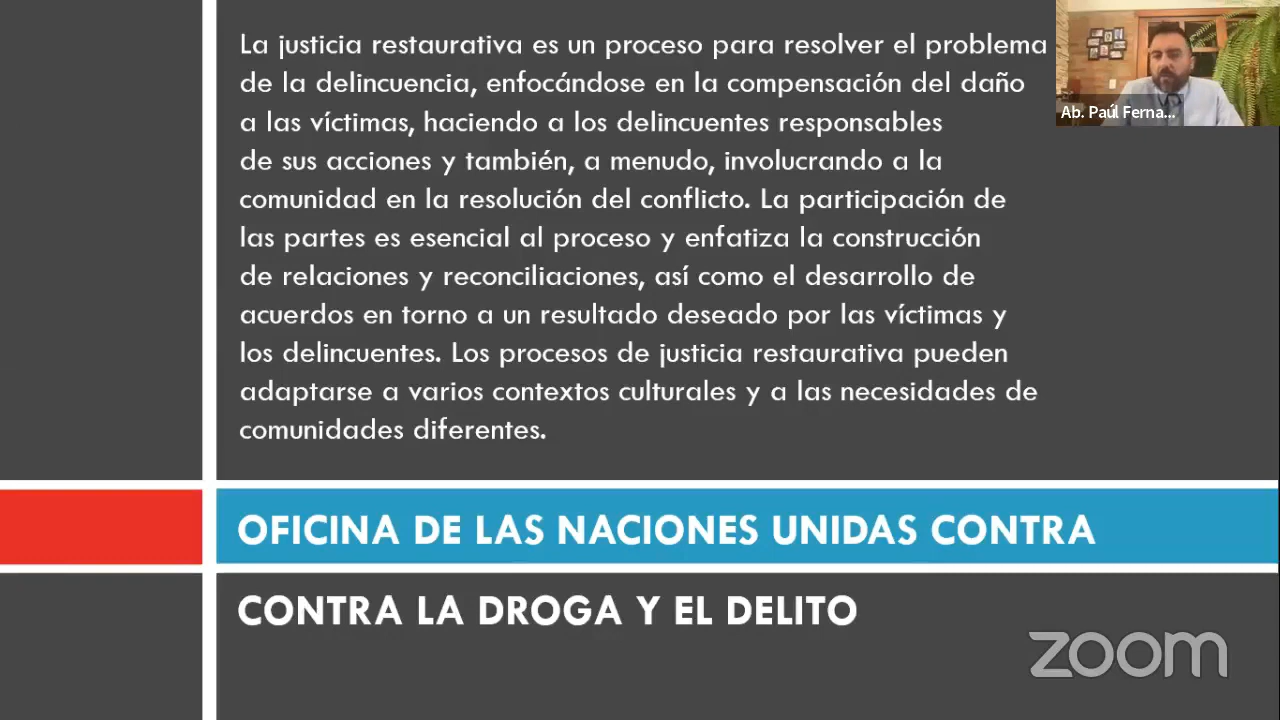 La justicia restaurativa es un proceso para resolver el problema
de la delincuencia, enfocándose en la compensación del daño
a las víctimas, haciendo a los delincuentes responsables
de sus acciones y también, a menudo, involucrando a la
comunidad en la resolución del conflicto. La participación de
las partes es esencial al proceso y enfatiza la construcción
de relaciones y reconciliaciones, así como el desarrollo de
acuerdos en torno a un resultado deseado por las víctimas y
los delincuentes. Los procesos de justicia restaurativa pueden
adaptarse a varios contextos culturales y a las necesidades de
comunidades diferentes.
Ab. Paúl Ferna...
OFICINA DE LAS NACIONES UNIDAS CONTRA
CONTRA LA DROGA Y EL DELITO
zoom